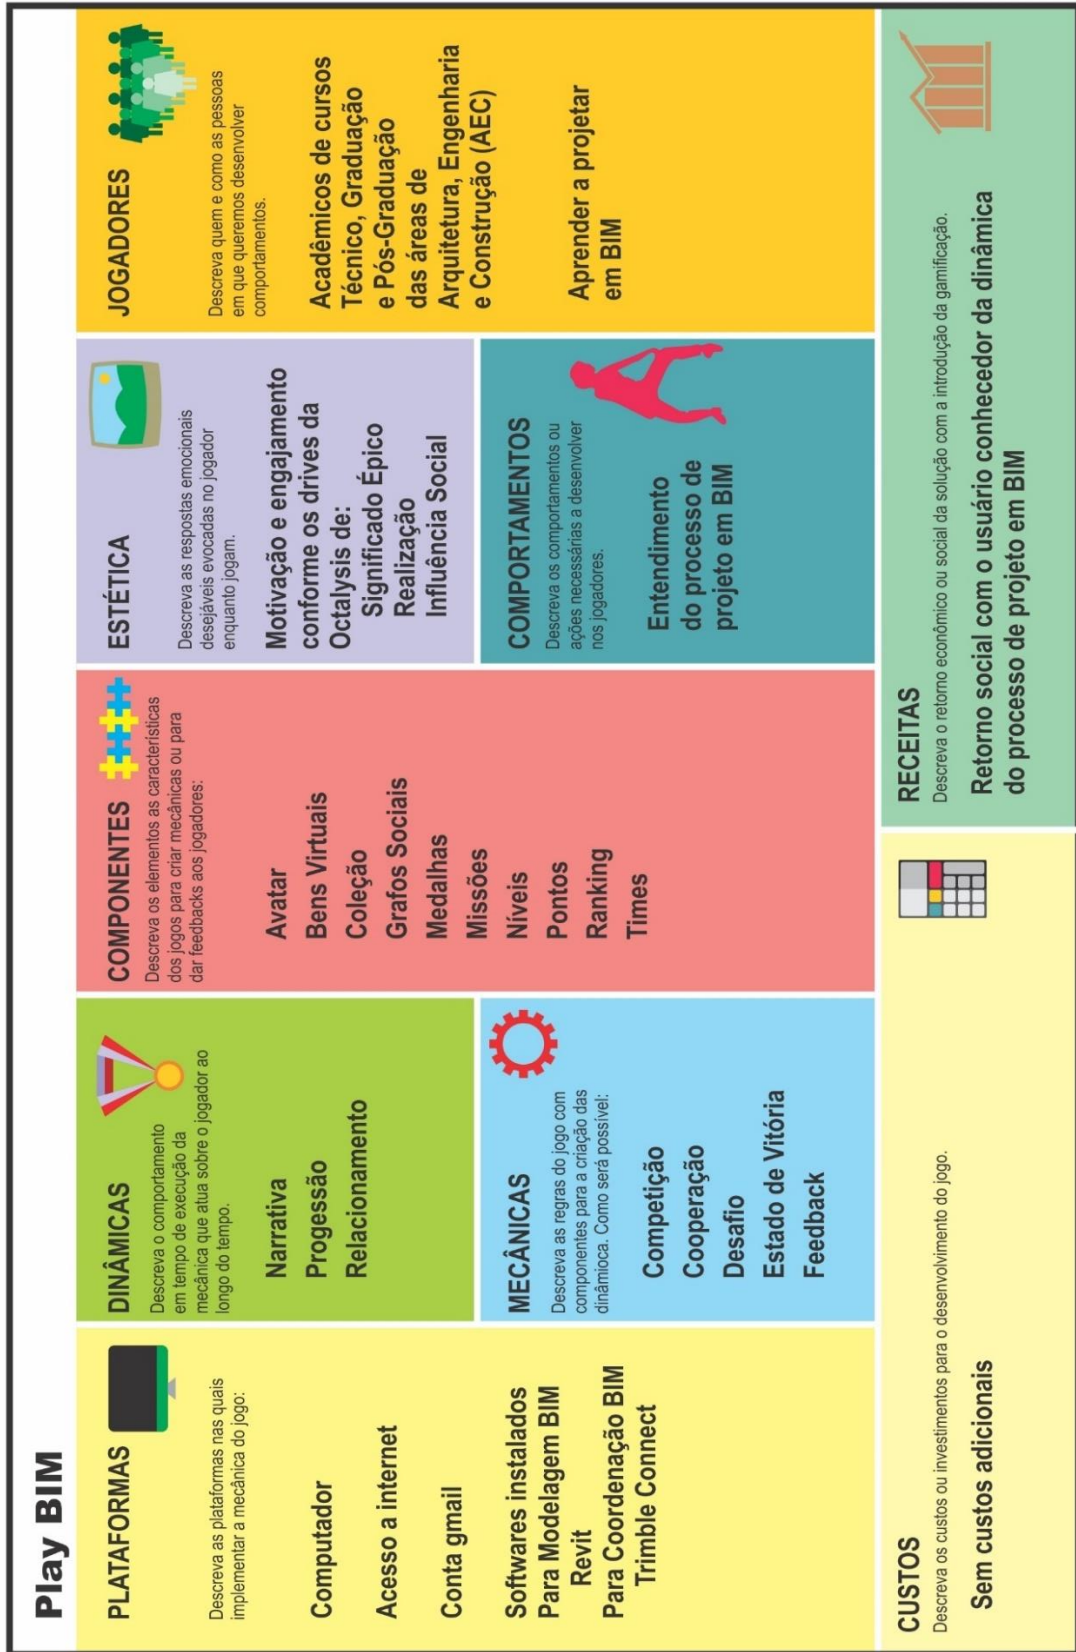 Play BIM
PLATAFORMAS
Descreva as plataformas nas quais
implementar a mecânica do jogo:
Computador
Acesso a internet
Conta gmail
Softwares instalados
Para Modelagem BIM
Revit
Para Coordenação BIM
Trimble Connect
DINÂMICAS
Descreva o comportamento
em tempo de execução da
mecânica que atua sobre o jogador ao
longo do tempo.
Narrativa
Progessão
Relacionamento
MECÂNICAS
Descreva as regras do jogo com
componentes para a criação das
dinâmioca. Como será possível:
Competição
Cooperação
Desafio
Estado de Vitória
Feedback
COMPONENTES
Descreva os elementos as características
dos jogos para criar mecânicas ou para
dar feedbacks aos jogadores:
Avatar
Bens Virtuais
Coleção
Grafos Sociais
Medalhas
Missões
Níveis
Pontos
Ranking
Times
ESTÉTICA
Descreva as respostas emocionais
desejáveis evocadas no jogador
enquanto jogam.
Motivação e engajamento
conforme os drives da
Octalysis de:
Significado Épico
Realização
Influência Social
COMPORTAMENTOS
Descreva os comportamentos ou
ações necessárias a desenvolver
nos jogadores.
Entendimento
do processo de
projeto em BIM
JOGADORES
Descreva quem e como as pessoas
em que queremos desenvolver
comportamentos.
Acadêmicos de cursos
Técnico, Graduação
e Pós-Graduação
das áreas de
Arquitetura, Engenharia
e Construção (AEC)
Aprender a projetar
em BIM
CUSTOS
Descreva os custos ou investimentos para o desenvolvimento do jogo.
Sem custos adicionais
RECEITAS
Descreva o retorno econômico ou social da solução com a introdução da gamificação.
Retorno social com o usuário conhecedor da dinâmica
do processo de projeto em BIM